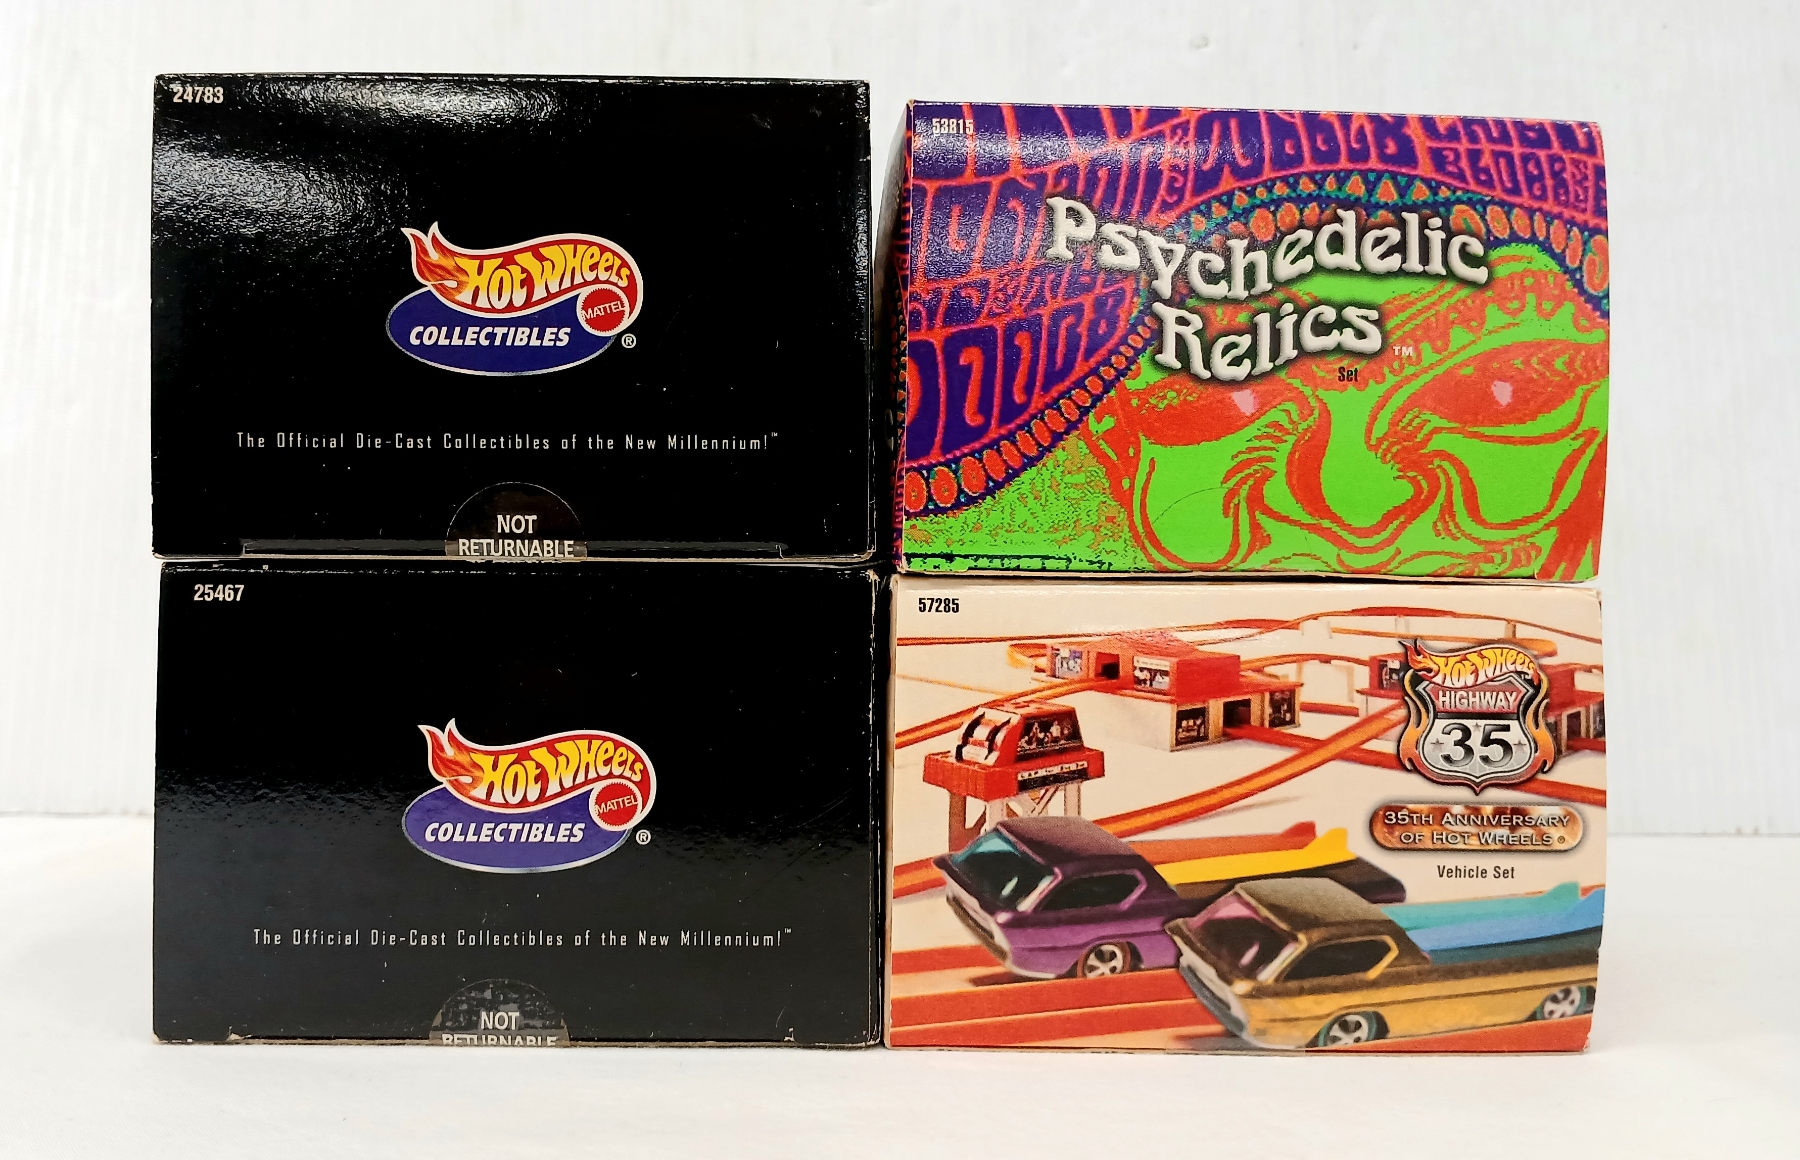 24783
Hot Wheels
MATTEL
COLLECTIBLES ®
The Official Die-Cast Collectibles of the New Millennium!™
NOT
RETURNABLE
53815
Psychedelic
Relics™
Set
25467
Hot Wheels
MATTEL
COLLECTIBLES ®
The Official Die-Cast Collectibles of the New Millennium!™
NOT
RETURNABLE
57285
Hot Wheels
HIGHWAY
35
35TH ANNIVERSARY
OF HOT WHEELS®
Vehicle Set